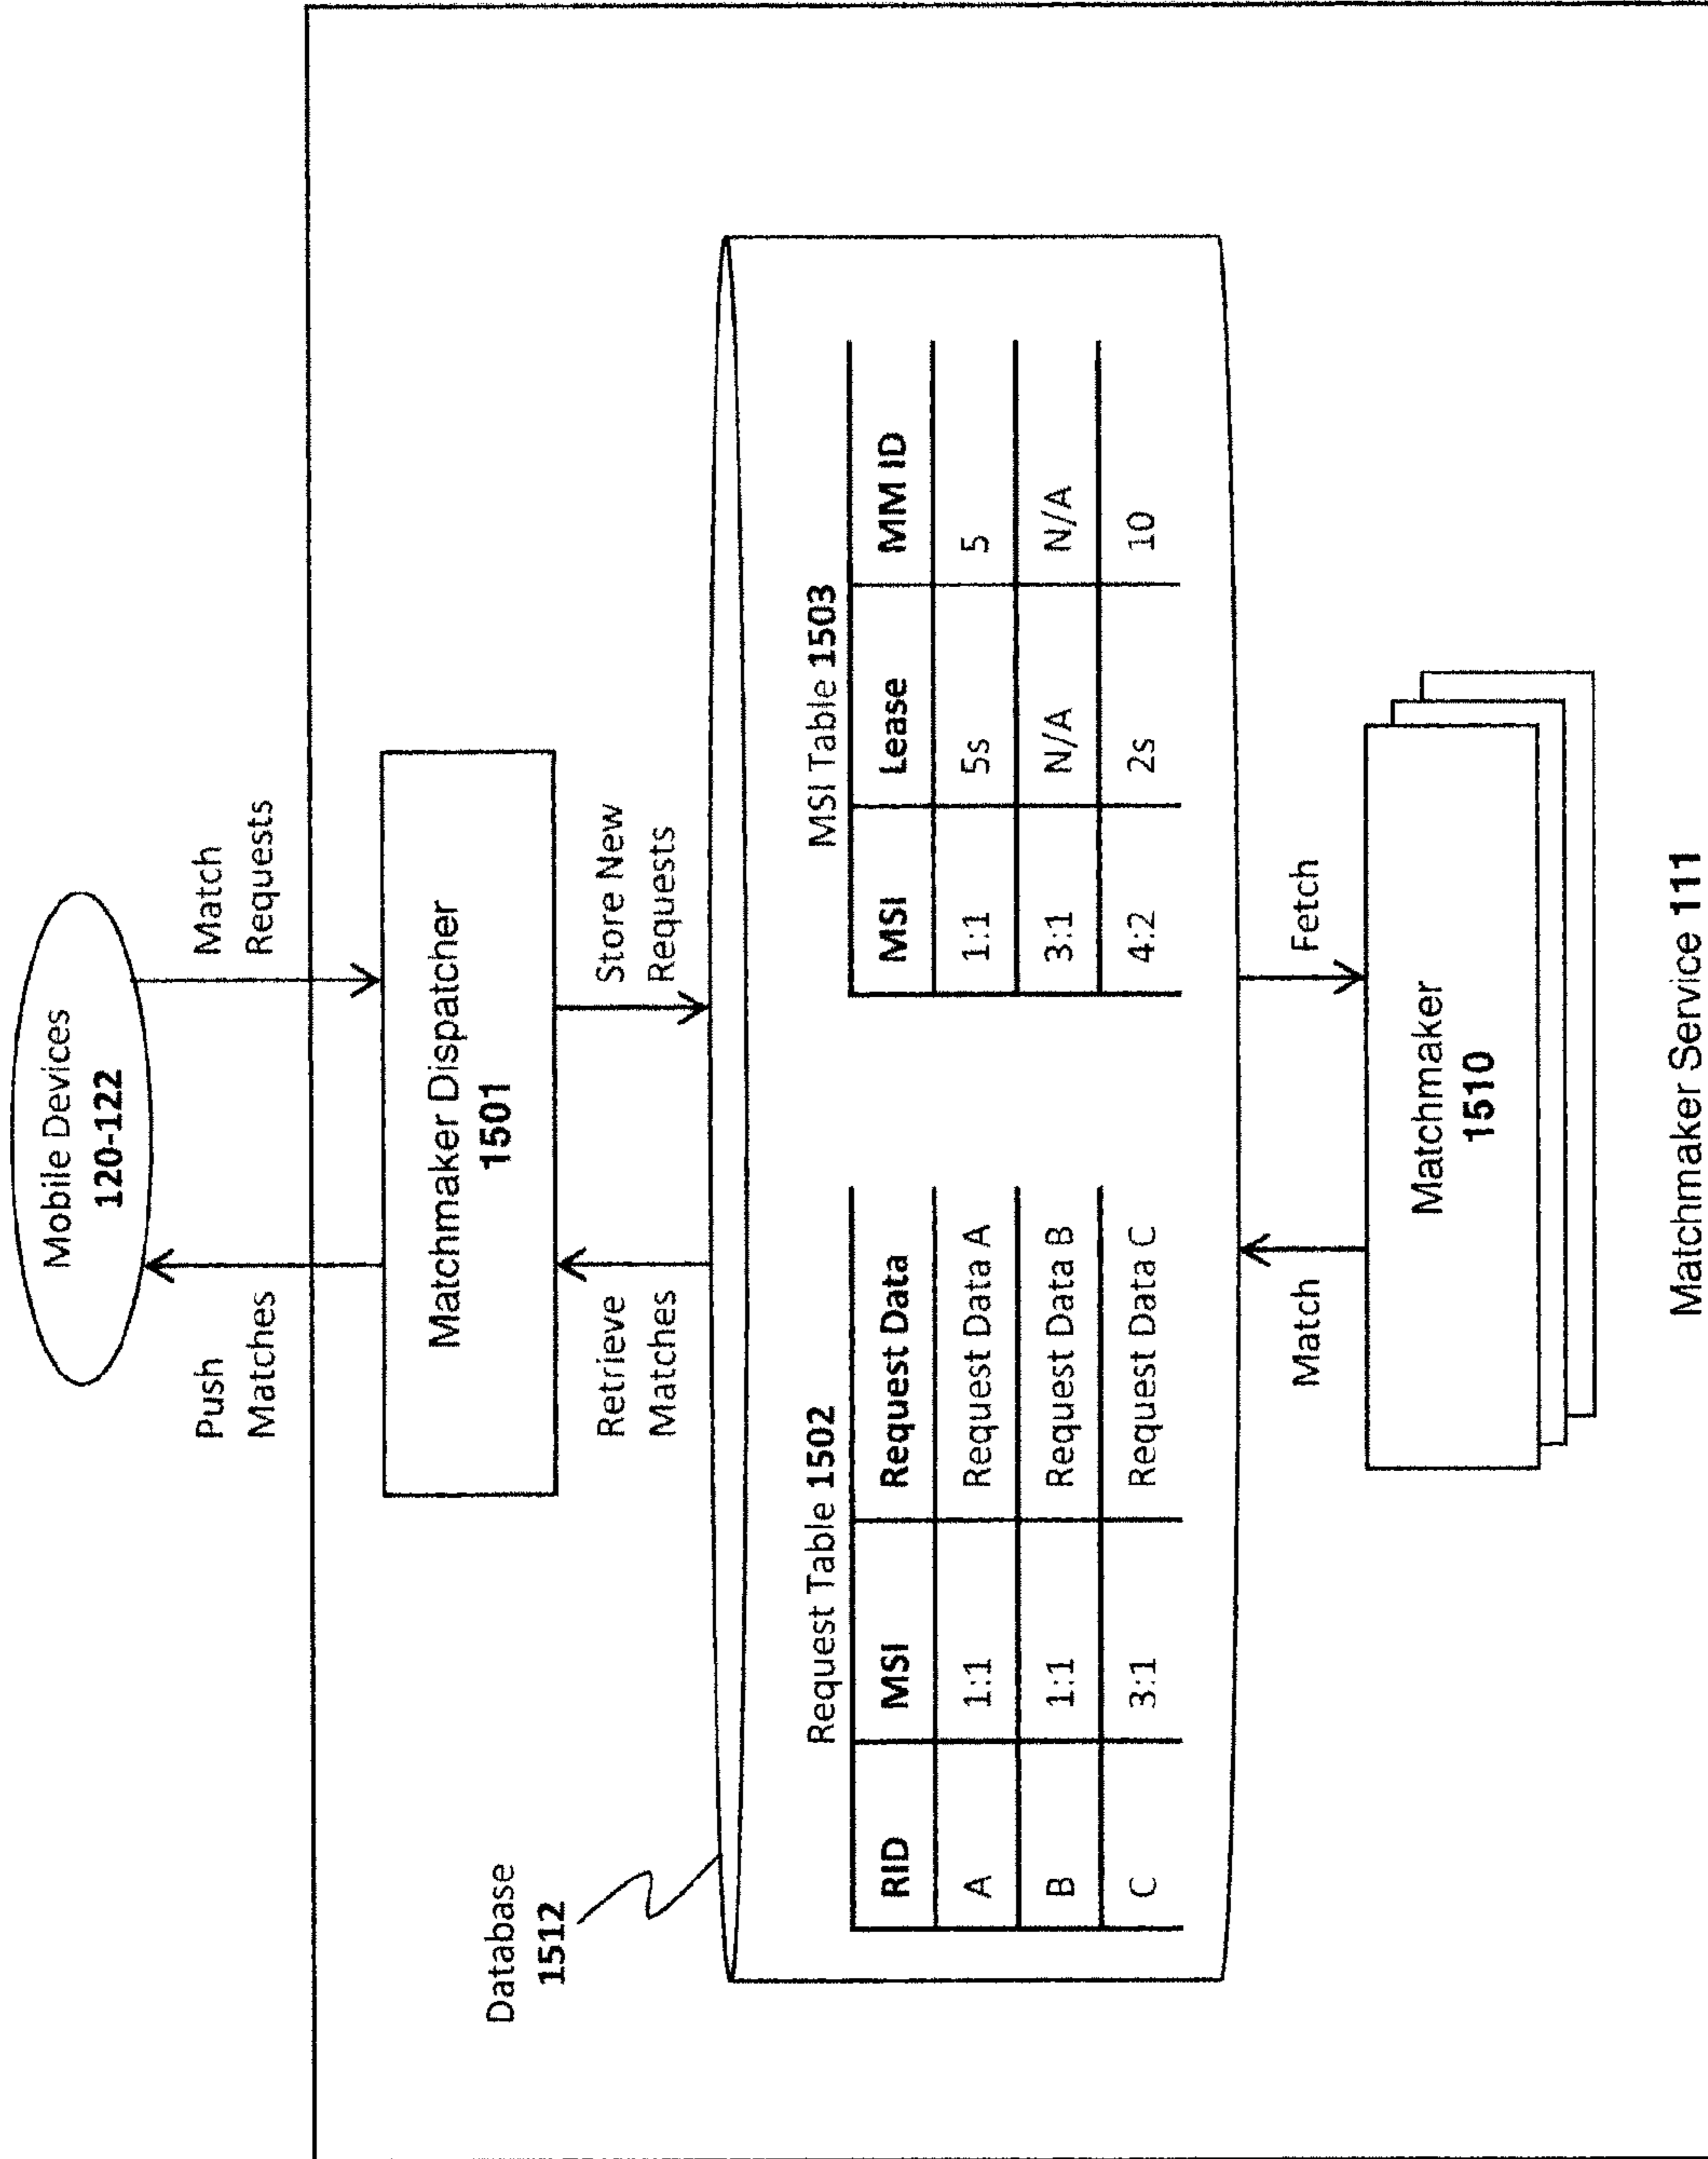 Mobile Devices
120-122
Push
Matches
Match
Requests
Matchmaker Dispatcher
1501
Database
1512
Retrieve
Matches
Store New
Requests
Request Table 1502
RID MSI Request Data
A 1:1 Request Data A
B 1:1 Request Data B
C 3:1 Request Data C
MSI Table 1503
MSI Lease MM ID
1:1 5s 5
3:1 N/A N/A
4:2 2s 10
Match
Fetch
Matchmaker
1510
Matchmaker Service 111